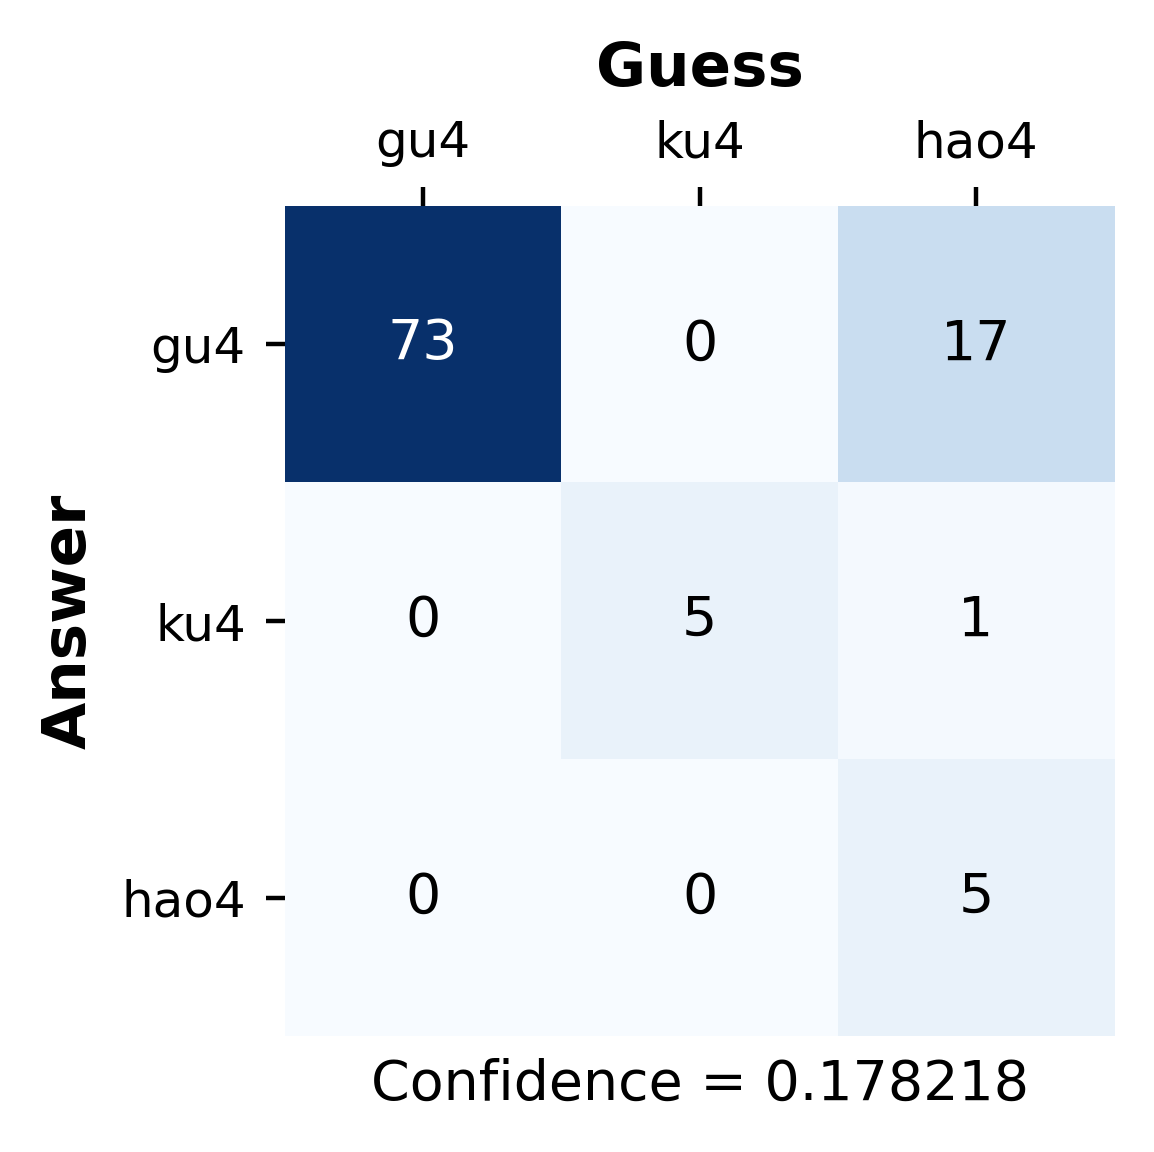 Guess
gu4 ku4 hao4
Answer
gu4 73 0 17
ku4 0 5 1
hao4 0 0 5
Confidence = 0.178218